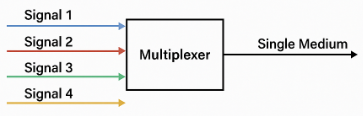 Signal 1
Signal 2
Signal 3
Signal 4
Multiplexer
Single Medium